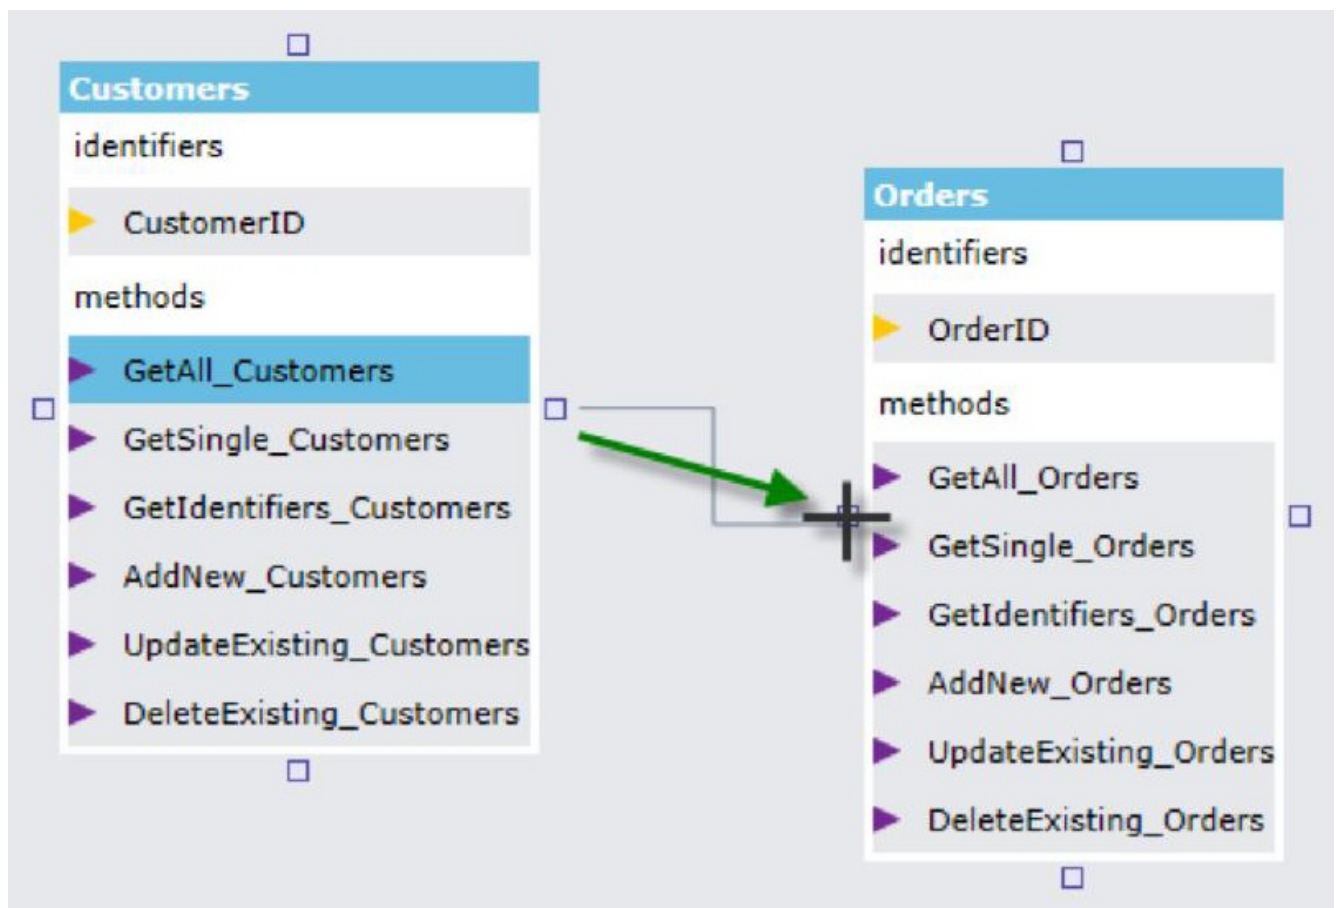 Customers
identifiers
CustomerID
methods
GetAll_Customers
GetSingle_Customers
GetIdentifiers_Customers
AddNew_Customers
UpdateExisting_Customers
DeleteExisting_Customers
Orders
identifiers
OrderID
methods
GetAll_Orders
GetSingle_Orders
GetIdentifiers_Orders
AddNew_Orders
UpdateExisting_Orders
DeleteExisting_Orders